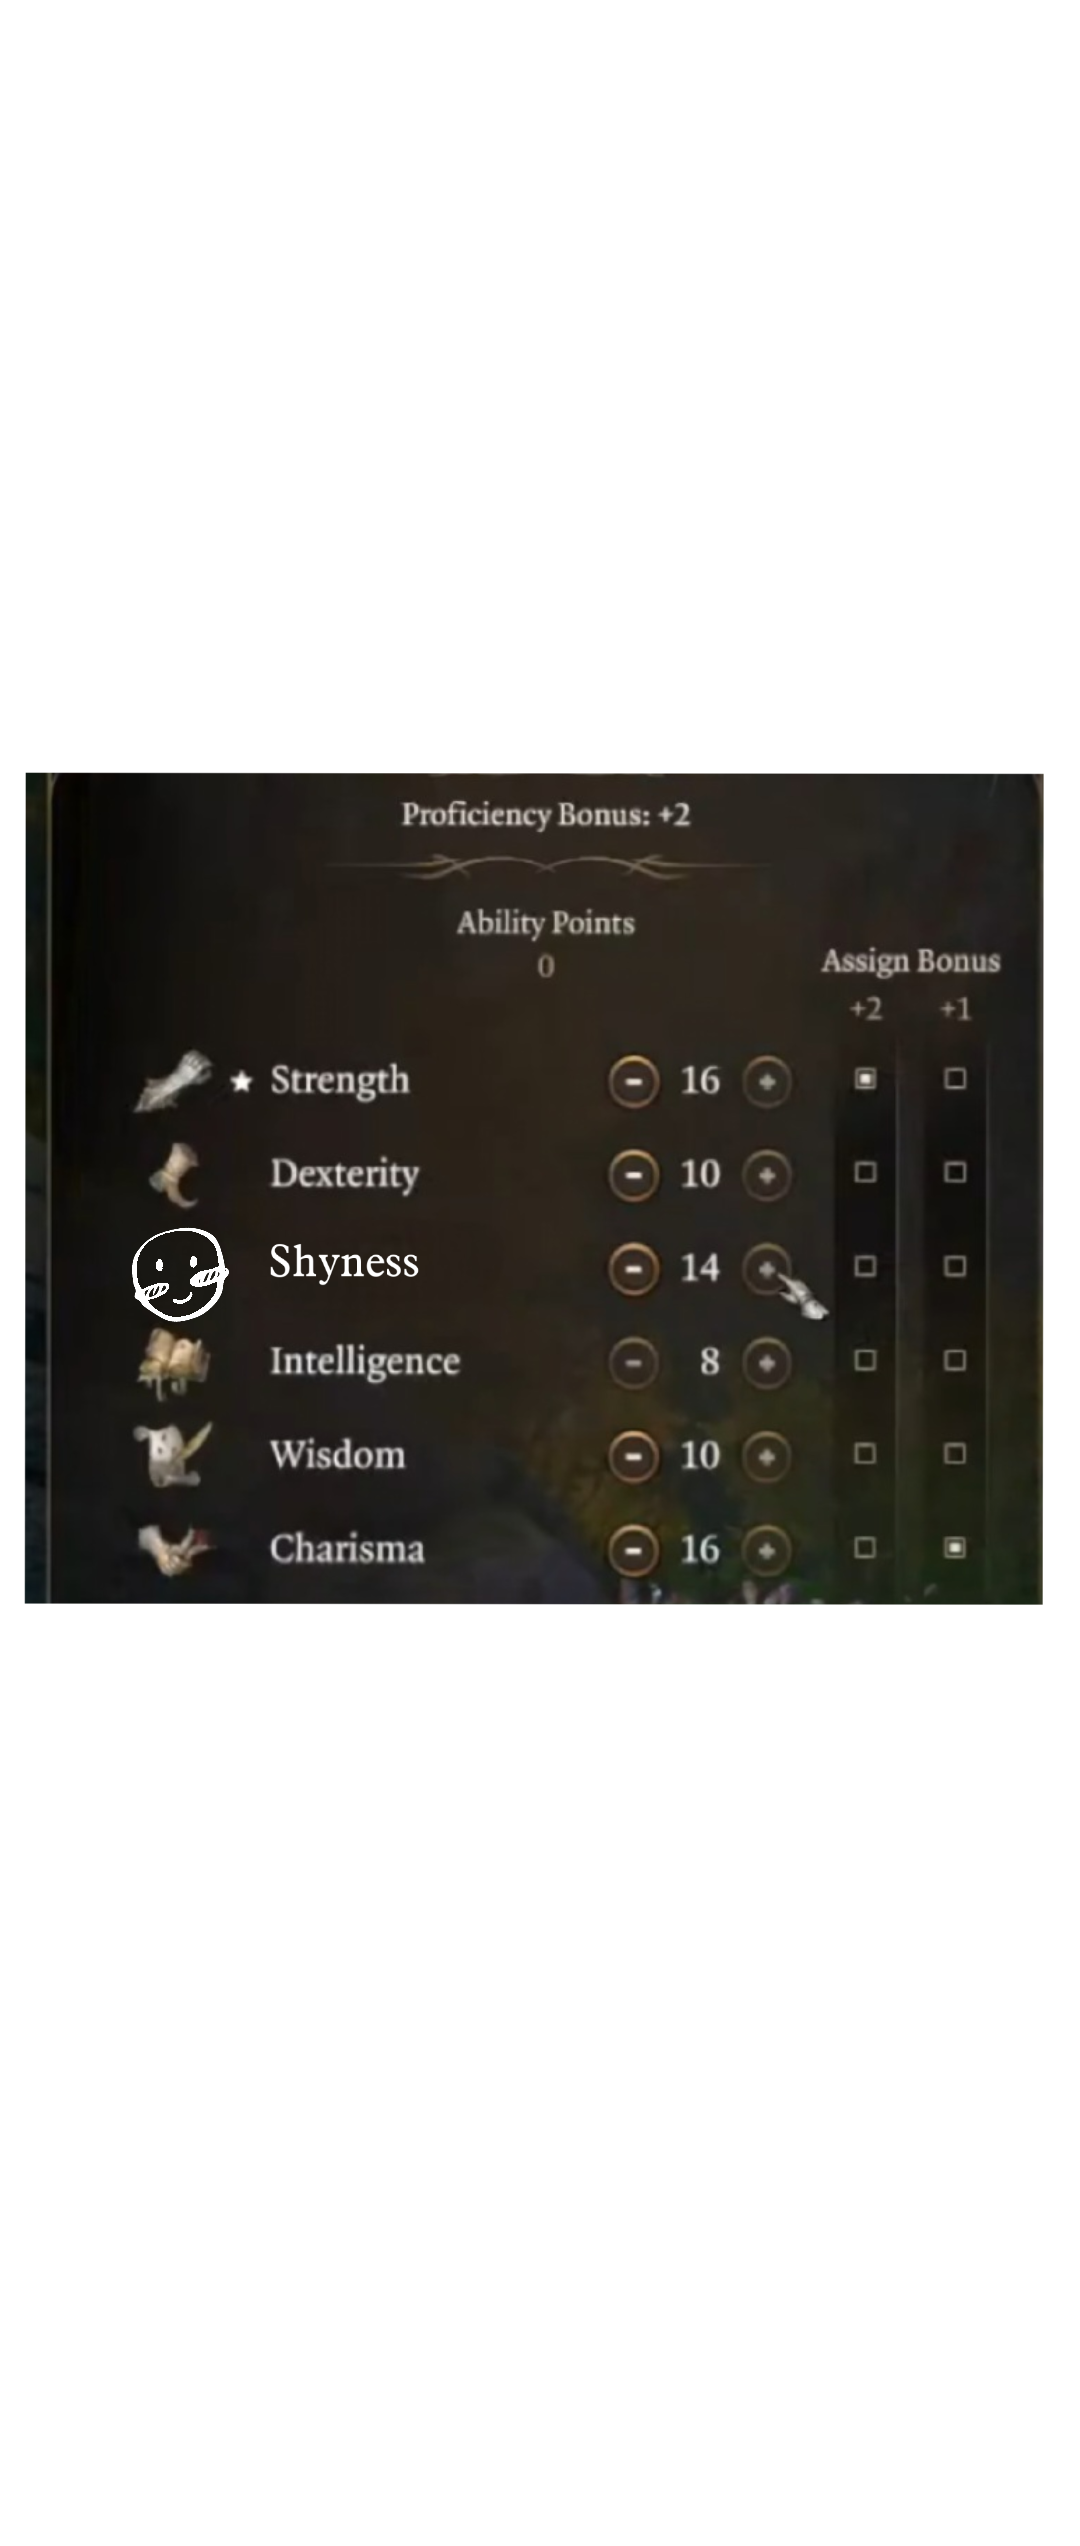 Proficiency Bonus: +2
Ability Points
0
Assign Bonus
+2 +1
Strength - 16 +
Dexterity - 10 +
Shyness - 14 +
Intelligence - 8 +
Wisdom - 10 +
Charisma - 16 +